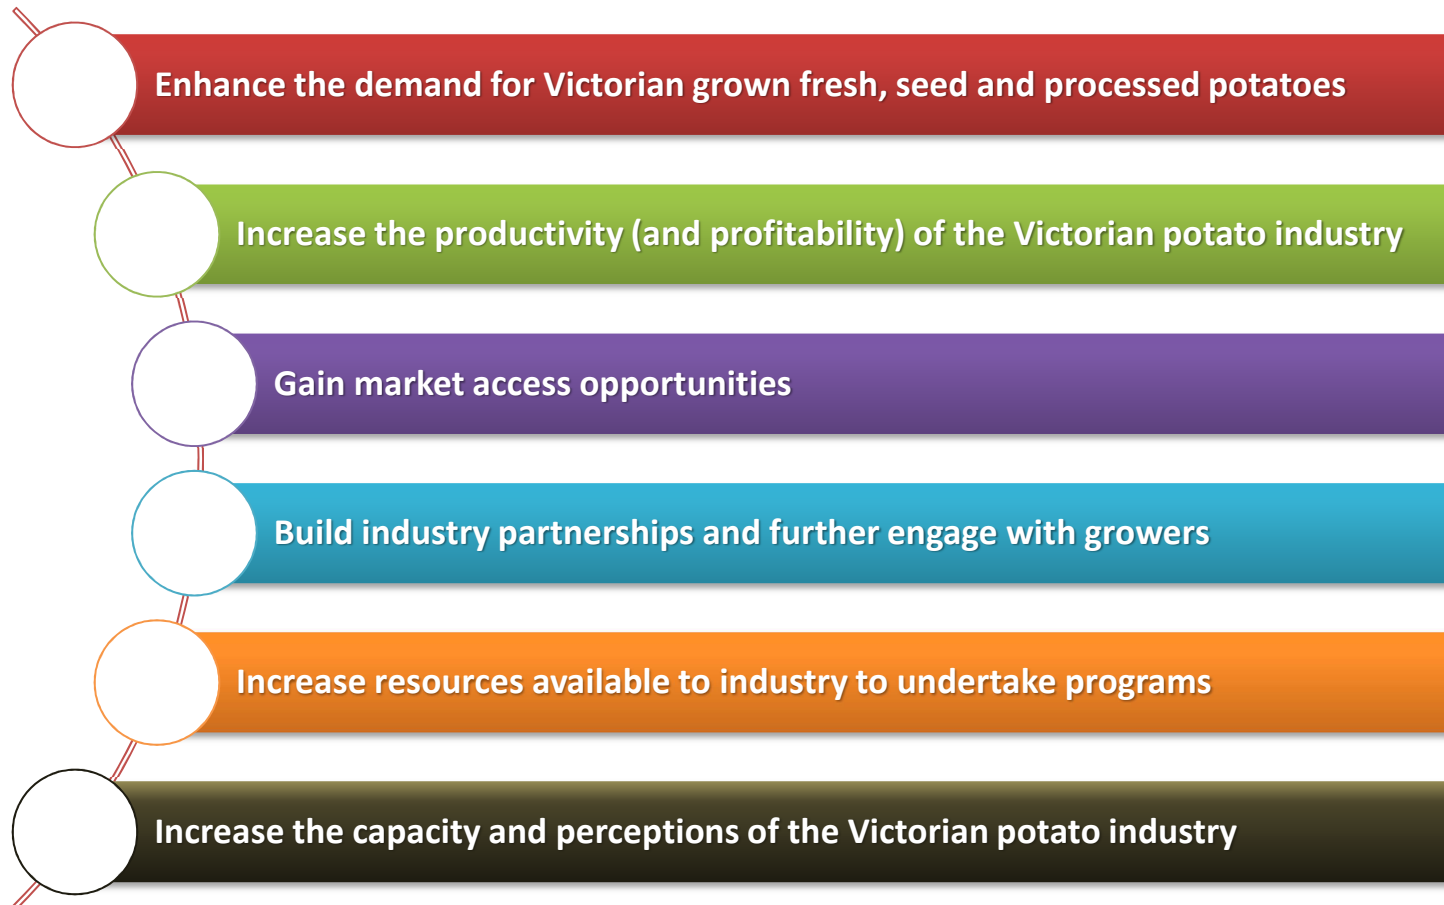 Enhance the demand for Victorian grown fresh, seed and processed potatoes
Increase the productivity (and profitability) of the Victorian potato industry
Gain market access opportunities
Build industry partnerships and further engage with growers
Increase resources available to industry to undertake programs
Increase the capacity and perceptions of the Victorian potato industry